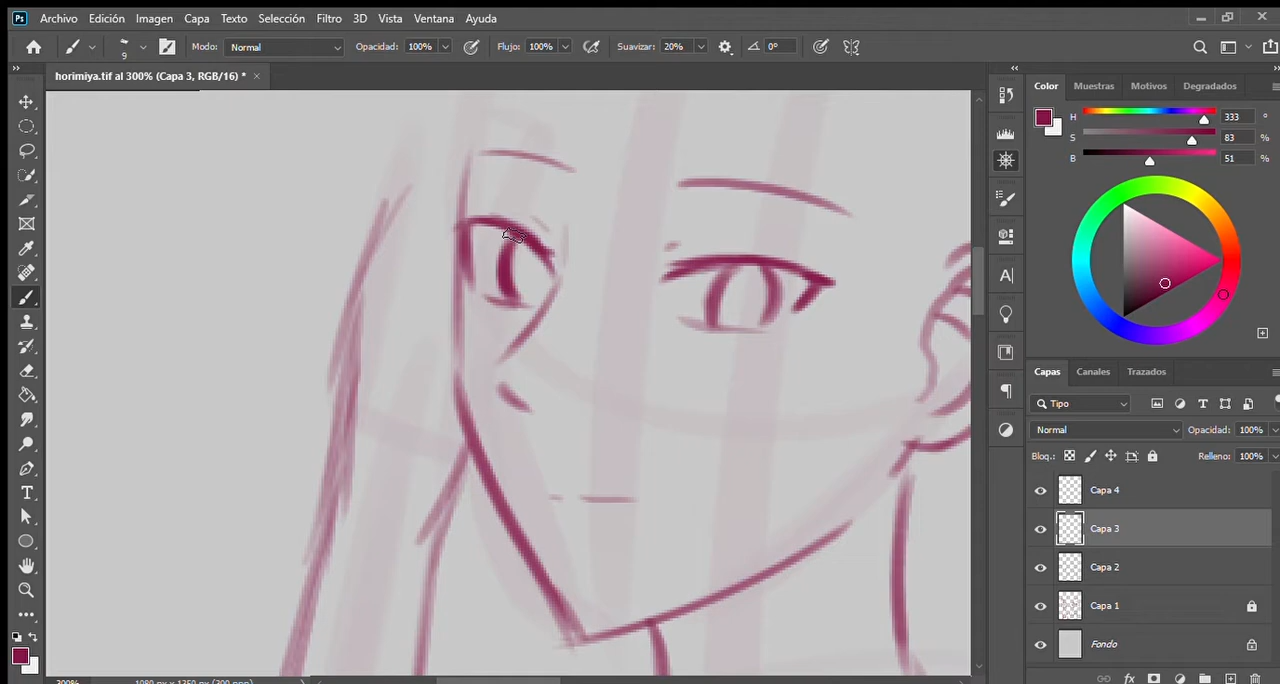 Ps Archivo Edición Imagen Capa Texto Selección Filtro 3D Vista Ventana Ayuda
9 Modo: Normal Opacidad: 100% Flujo: 100% Suavizar: 20% 0°
horimiya.tif al 300% (Capa 3, RGB/16) *
Color Muestras Motivos Degradados
H 333 °
S 83 %
B 51 %
Capas Canales Trazados
Tipo
Normal Opacidad: 100%
Bloq.: Relleno: 100%
Capa 4
Capa 3
Capa 2
Capa 1
Fondo
300% 1080 px x 1350 px (300 ppp)